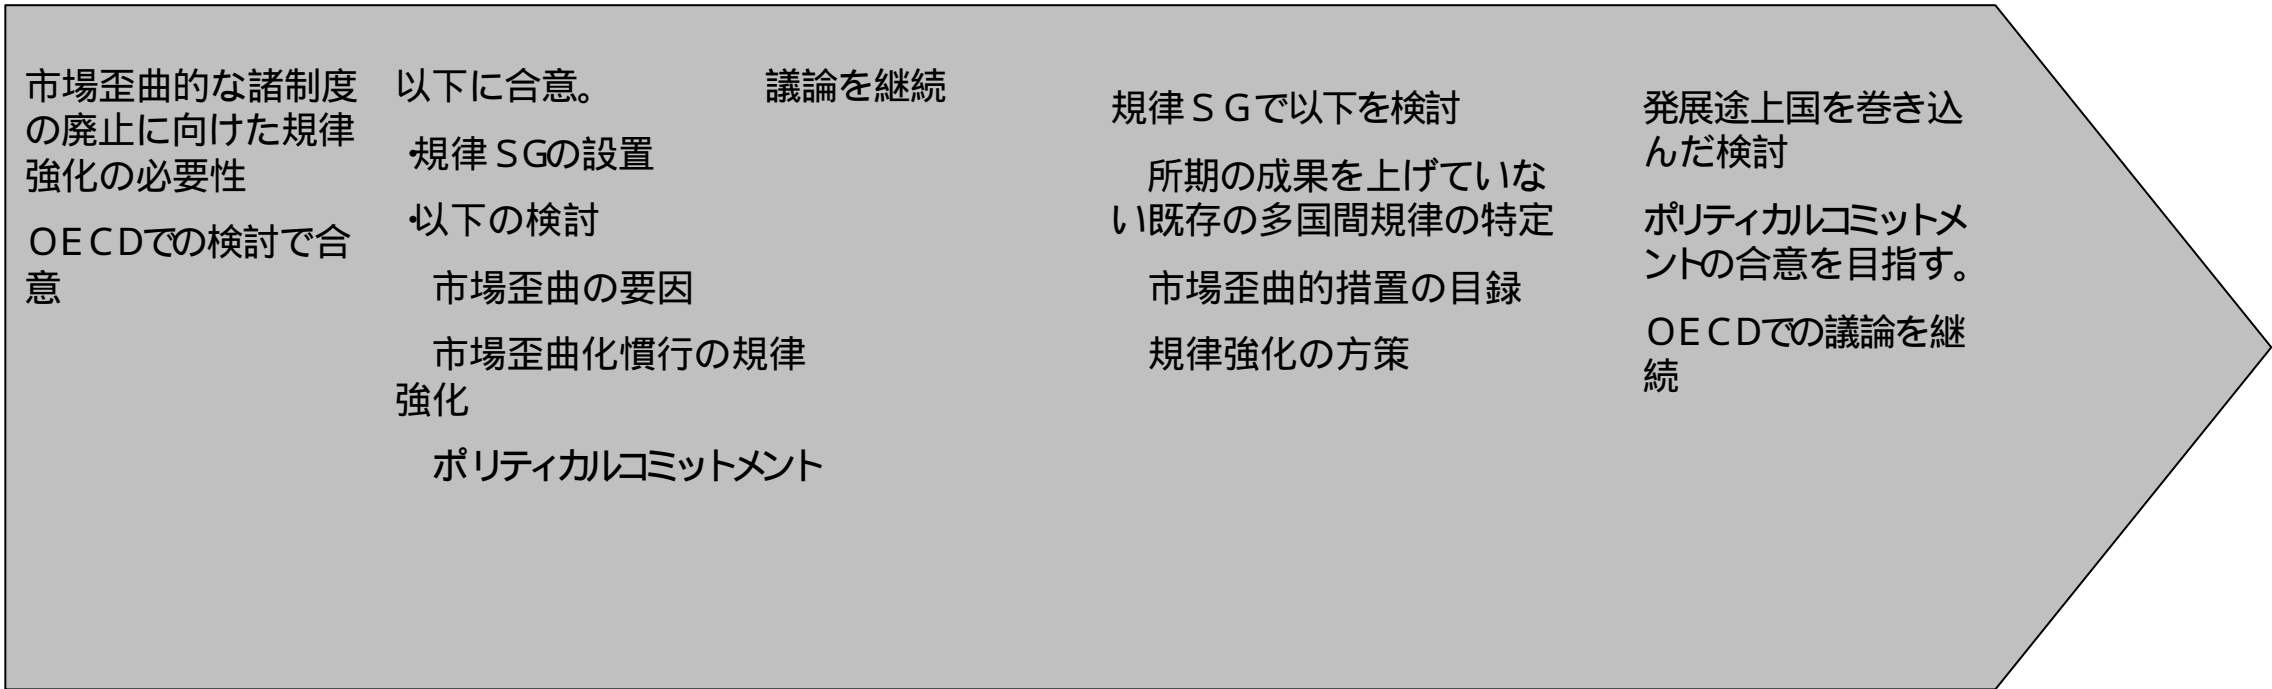 市場歪曲的な諸制度
の廃止に向けた規律
強化の必要性
ＯＥＣＤでの検討で合
意
以下に合意。
・規律ＳＧの設置
・以下の検討
市場歪曲の要因
市場歪曲化慣行の規律
強化
ポリティカルコミットメント
議論を継続
規律ＳＧで以下を検討
所期の成果を上げていな
い既存の多国間規律の特定
市場歪曲的措置の目録
規律強化の方策
発展途上国を巻き込
んだ検討
ポリティカルコミットメ
ントの合意を目指す。
ＯＥＣＤでの議論を継
続